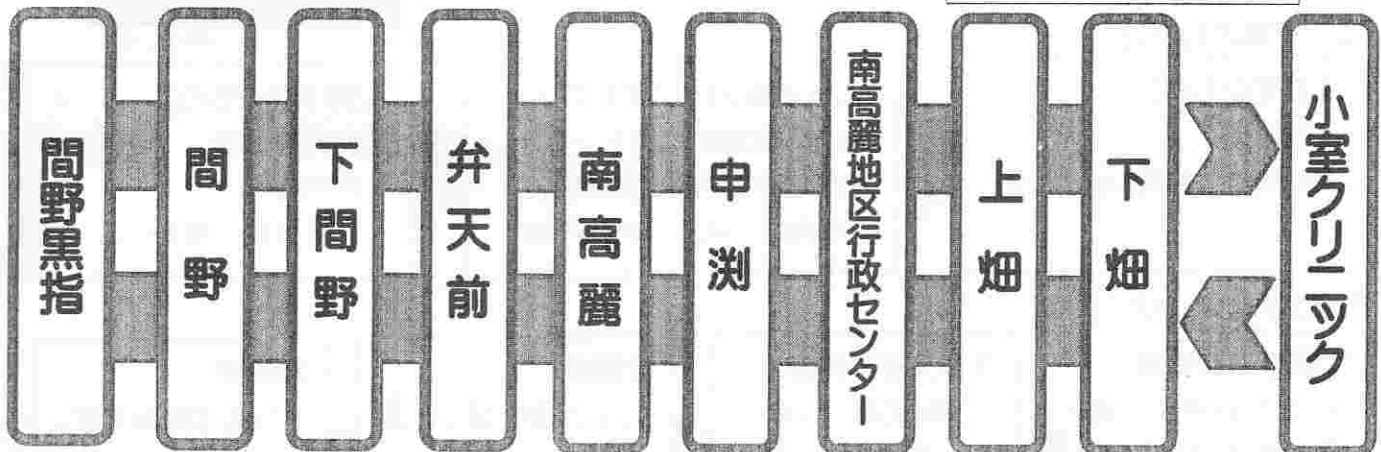 間野黒指
間野
下間野
弁天前
南高麗
申渕
南高麗地区行政センター
上畑
下畑
小室クリニック